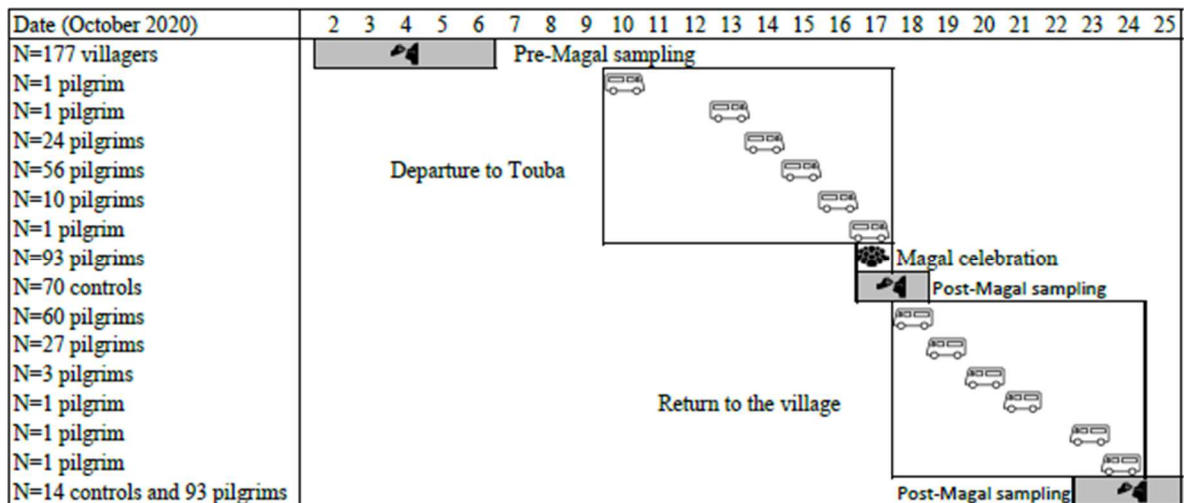 Date (October 2020) 2 3 4 5 6 7 8 9 10 11 12 13 14 15 16 17 18 19 20 21 22 23 24 25
N=177 villagers Pre-Magal sampling
N=1 pilgrim
N=1 pilgrim
N=24 pilgrims
N=56 pilgrims Departure to Touba
N=10 pilgrims
N=1 pilgrim
N=93 pilgrims Magal celebration
N=70 controls Post-Magal sampling
N=60 pilgrims
N=27 pilgrims
N=3 pilgrims
N=1 pilgrim Return to the village
N=1 pilgrim
N=1 pilgrim
N=14 controls and 93 pilgrims Post-Magal sampling